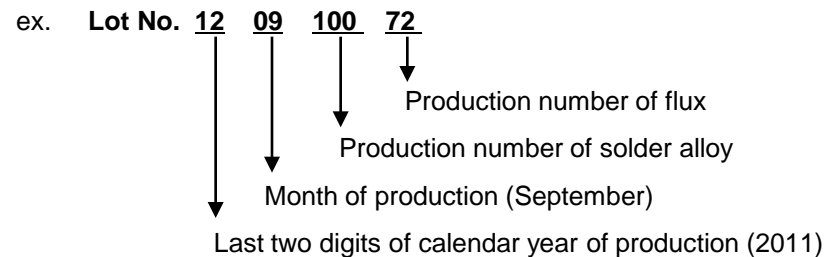 ex. Lot No. 12 09 100 72
Production number of flux
Production number of solder alloy
Month of production (September)
Last two digits of calendar year of production (2011)